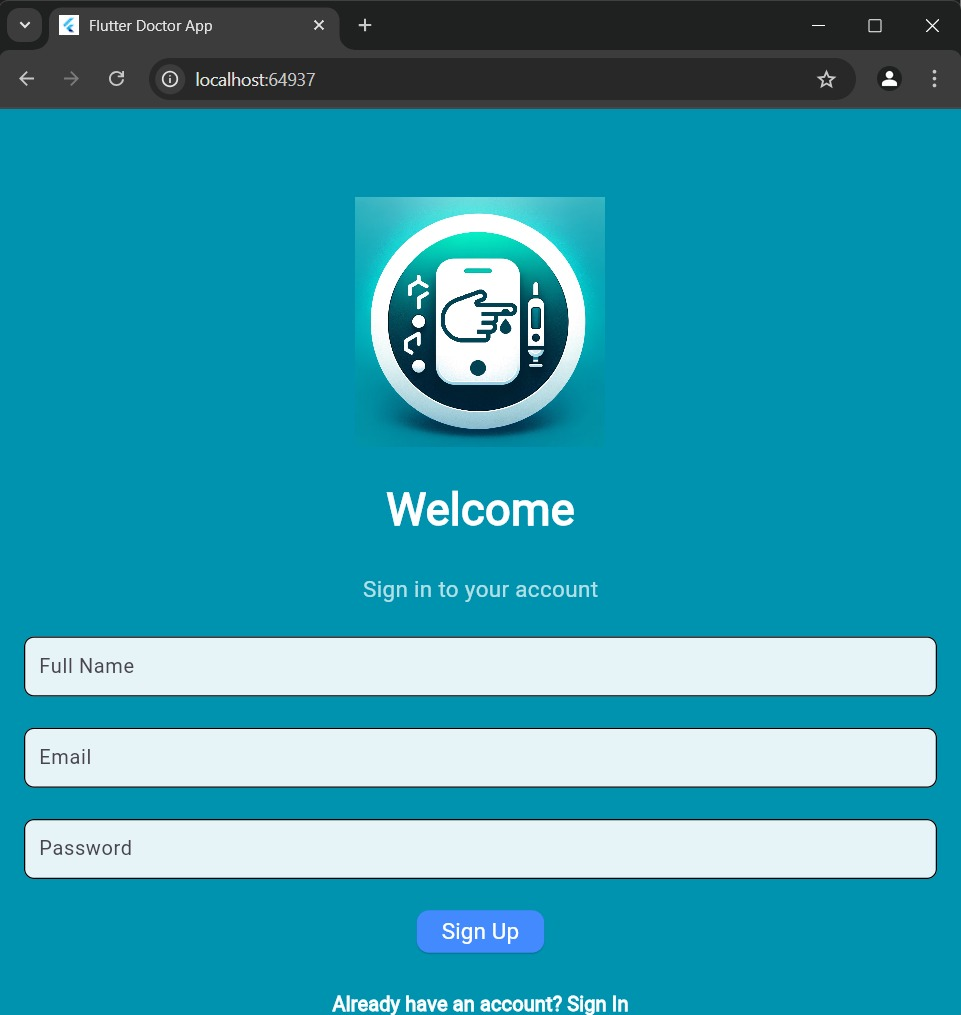 Flutter Doctor App
localhost:64937
Welcome
Sign in to your account
Full Name
Email
Password
Sign Up
Already have an account? Sign In